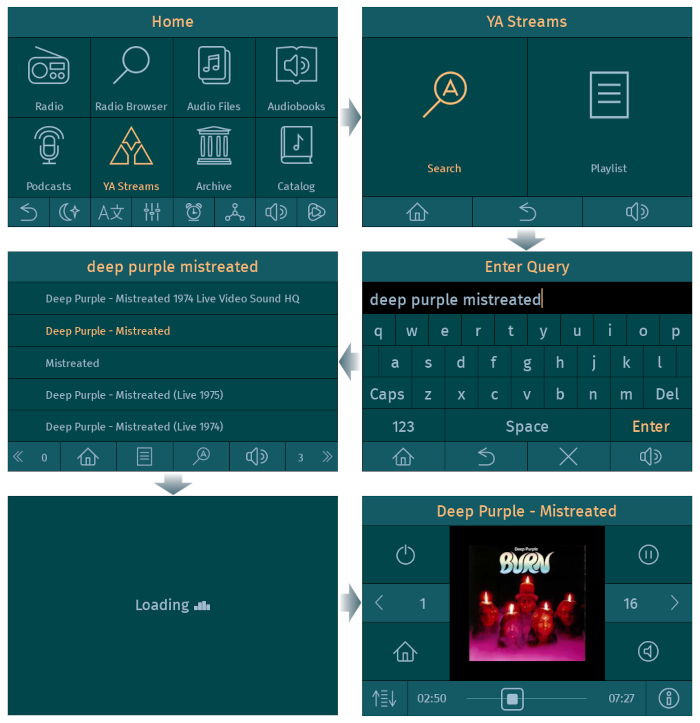 Home
Radio
Radio Browser
Audio Files
Audiobooks
Podcasts
YA Streams
Archive
Catalog
A文
YA Streams
A
Search
Playlist
Enter Query
deep purple mistreated
q w e r t y u i o p
a s d f g h j k l
Caps z x c v b n m Del
123 Space Enter
deep purple mistreated
Deep Purple - Mistreated 1974 Live Video Sound HQ
Deep Purple - Mistreated
Mistreated
Deep Purple - Mistreated (Live 1975)
Deep Purple - Mistreated (Live 1974)
0 A 3
Loading
Deep Purple - Mistreated
Deep Purple
BURN
1 16
02:50 07:27